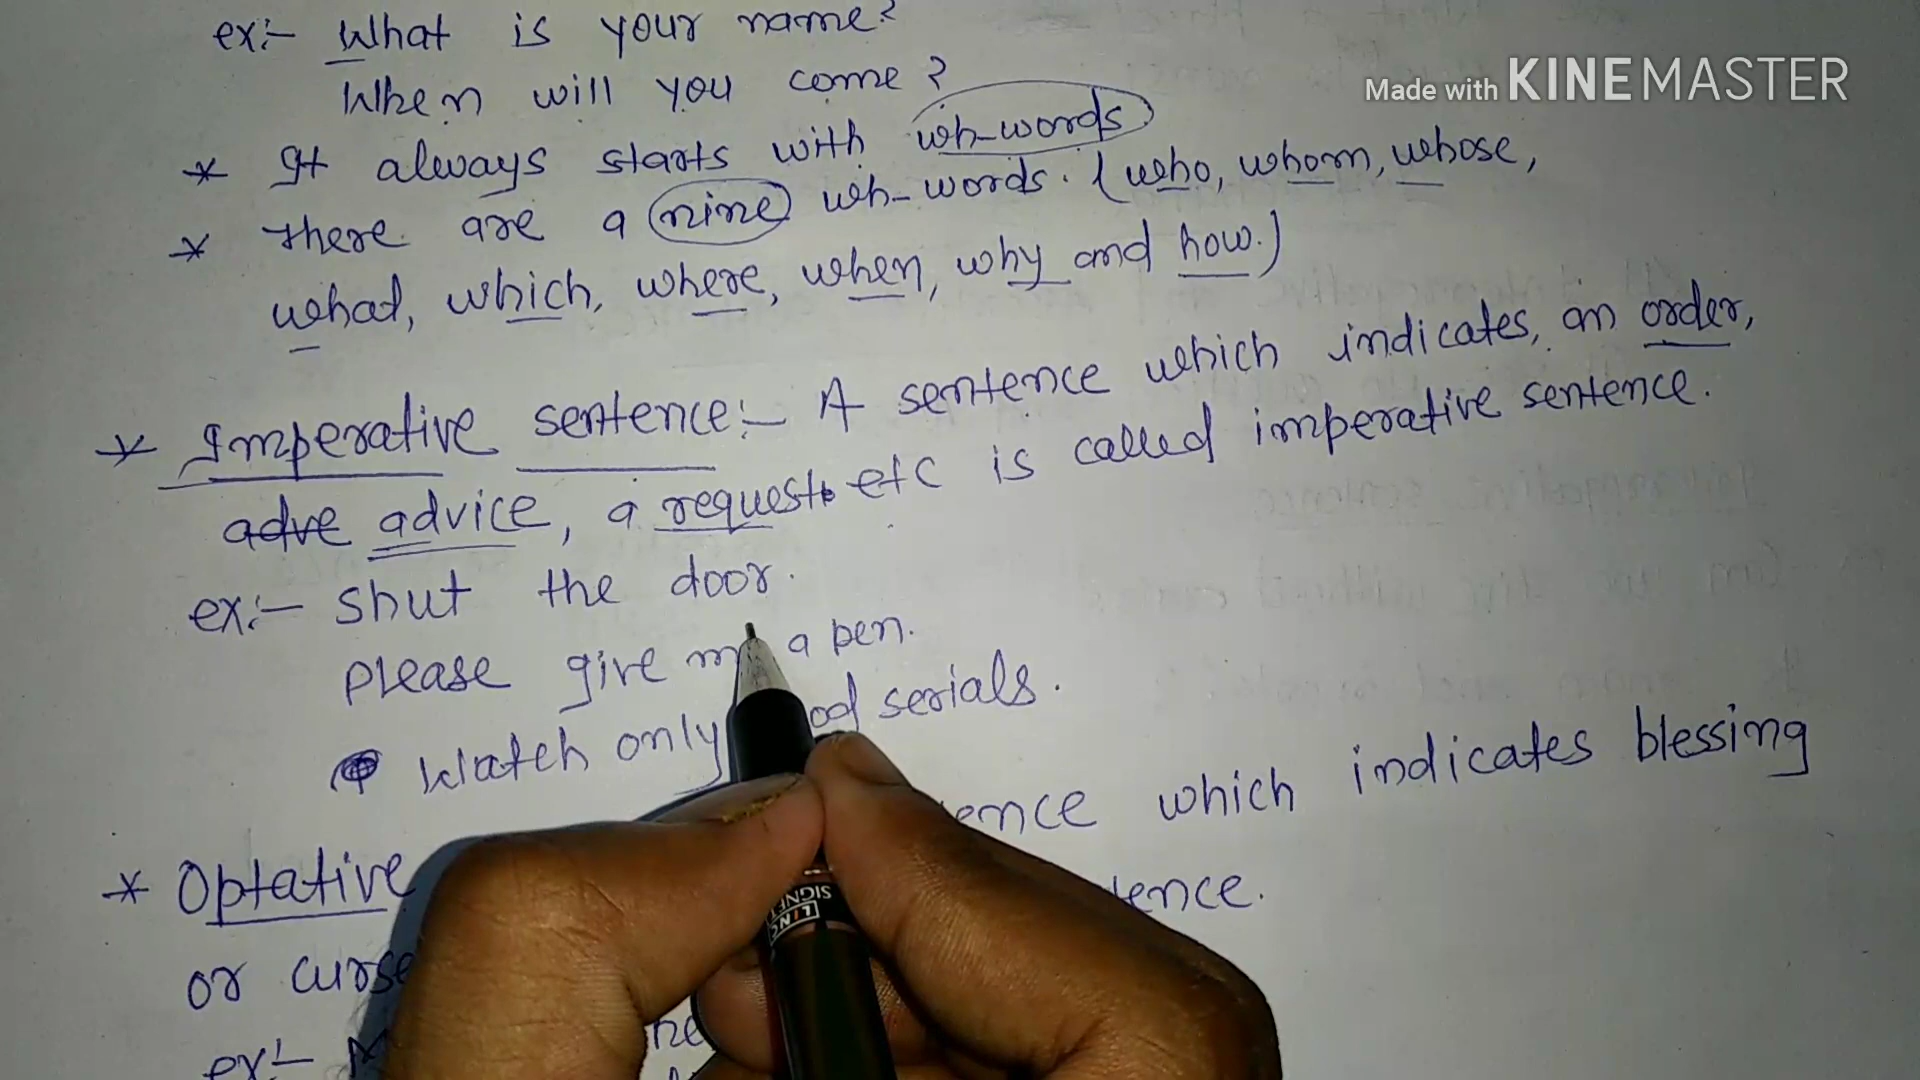 ex:- What is your name?
When will you come?
Made with KINEMASTER
* It always starts with wh-words
* there are a nine wh-words. (who, whom, whose,
what, which, where, when, why and how.)
* Imperative sentence:- A sentence which indicates, an order,
adve advice, a request etc is called imperative sentence.
ex:- shut the door.
please give a pen.
Watch only serials.
* Optative which indicates blessing
or curse
ex:-
LINC
SIGNET